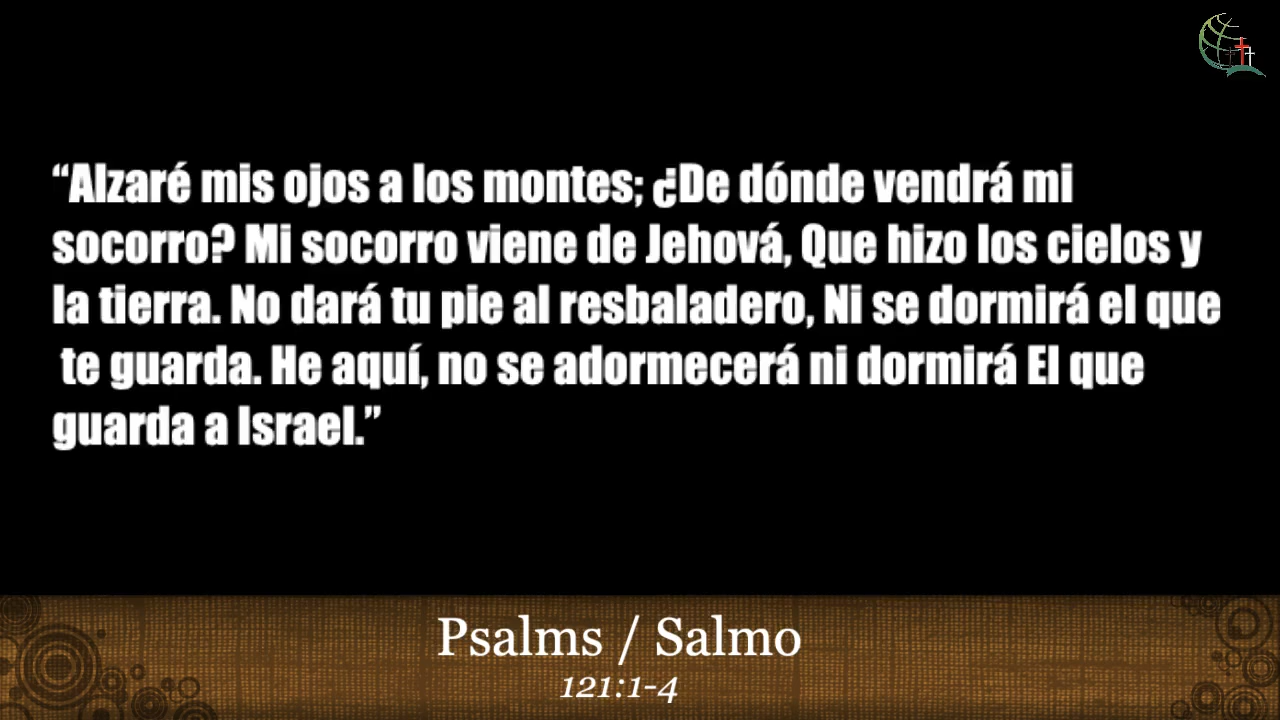 “Alzaré mis ojos a los montes; ¿De dónde vendrá mi
socorro? Mi socorro viene de Jehová, Que hizo los cielos y
la tierra. No dará tu pie al resbaladero, Ni se dormirá el que
te guarda. He aquí, no se adormecerá ni dormirá El que
guarda a Israel.”
Psalms / Salmo
121:1-4